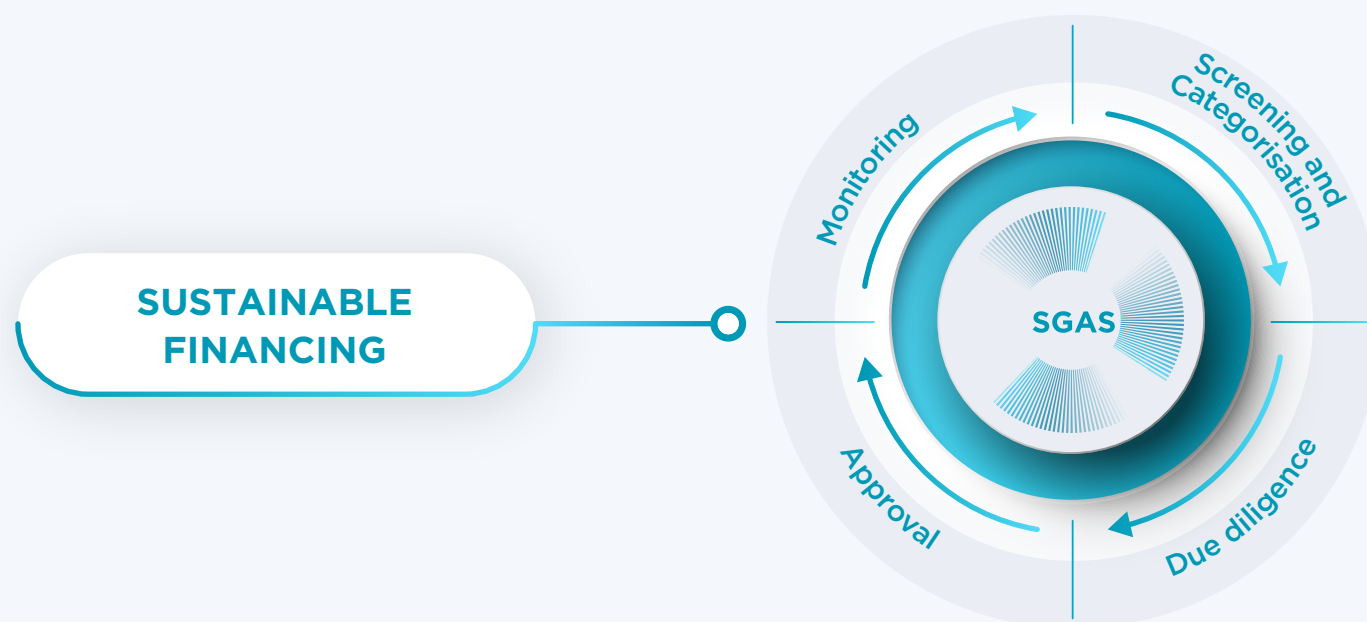 SUSTAINABLE
FINANCING
Monitoring
Screening and
Categorisation
SGAS
Approval
Due diligence